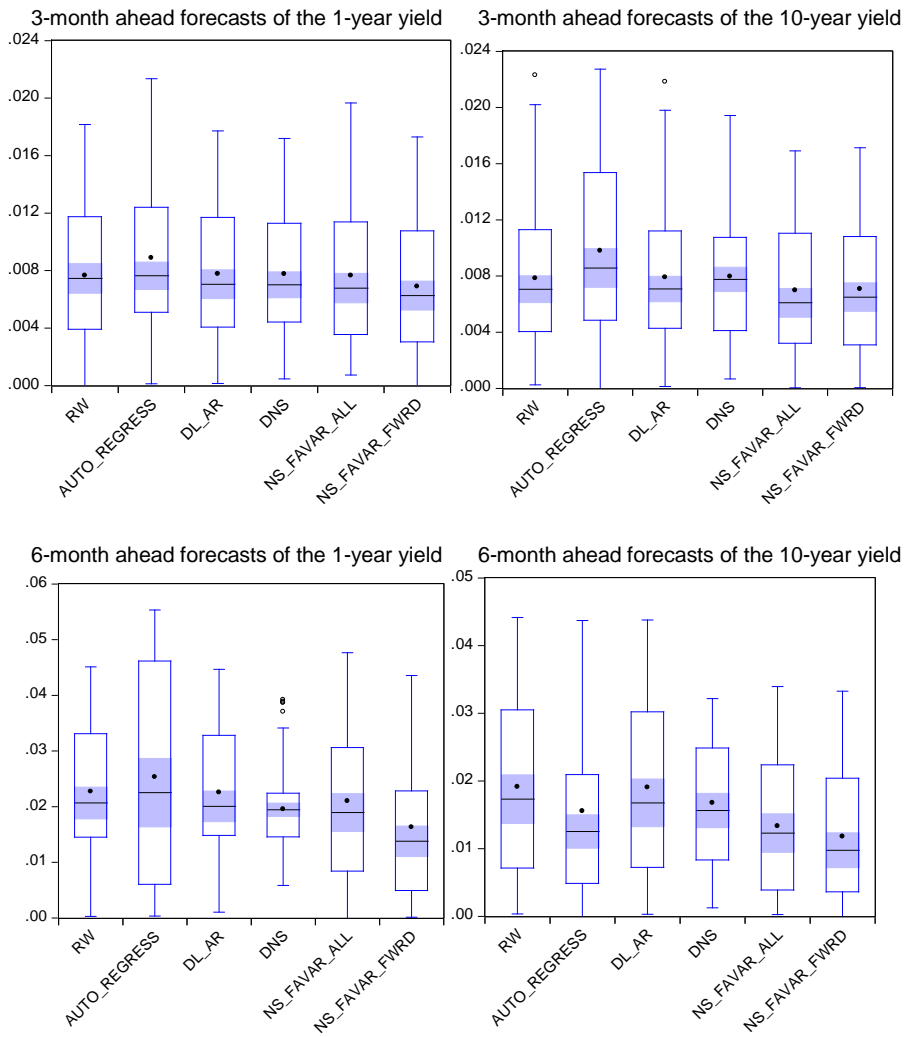 3-month ahead forecasts of the 1-year yield
.024
.020
.016
.012
.008
.004
.000
RW
AUTO_REGRESS
DL_AR
DNS
NS_FAVAR_ALL
NS_FAVAR_FWRD
3-month ahead forecasts of the 10-year yield
.024
.020
.016
.012
.008
.004
.000
RW
AUTO_REGRESS
DL_AR
DNS
NS_FAVAR_ALL
NS_FAVAR_FWRD
6-month ahead forecasts of the 1-year yield
.06
.05
.04
.03
.02
.01
.00
RW
AUTO_REGRESS
DL_AR
DNS
NS_FAVAR_ALL
NS_FAVAR_FWRD
6-month ahead forecasts of the 10-year yield
.05
.04
.03
.02
.01
.00
RW
AUTO_REGRESS
DL_AR
DNS
NS_FAVAR_ALL
NS_FAVAR_FWRD